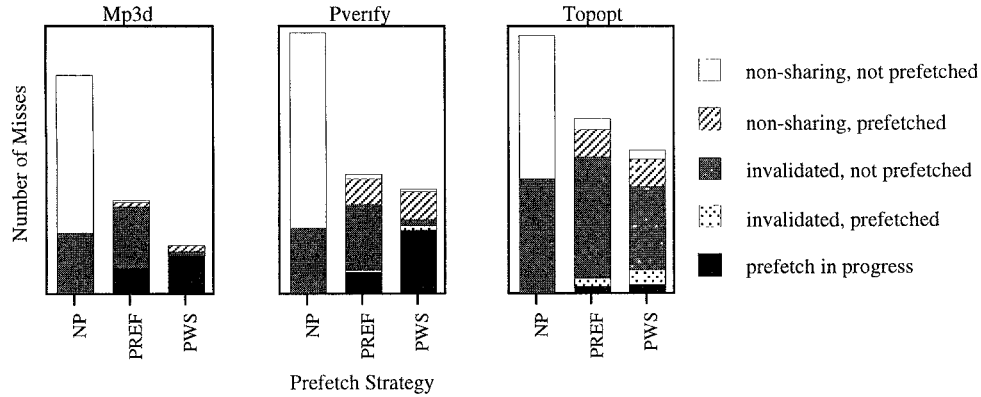 Mp3d
Pverify
Topopt
Number of Misses
non-sharing, not prefetched
non-sharing, prefetched
invalidated, not prefetched
invalidated, prefetched
prefetch in progress
NP
PREF
PWS
NP
PREF
PWS
NP
PREF
PWS
Prefetch Strategy